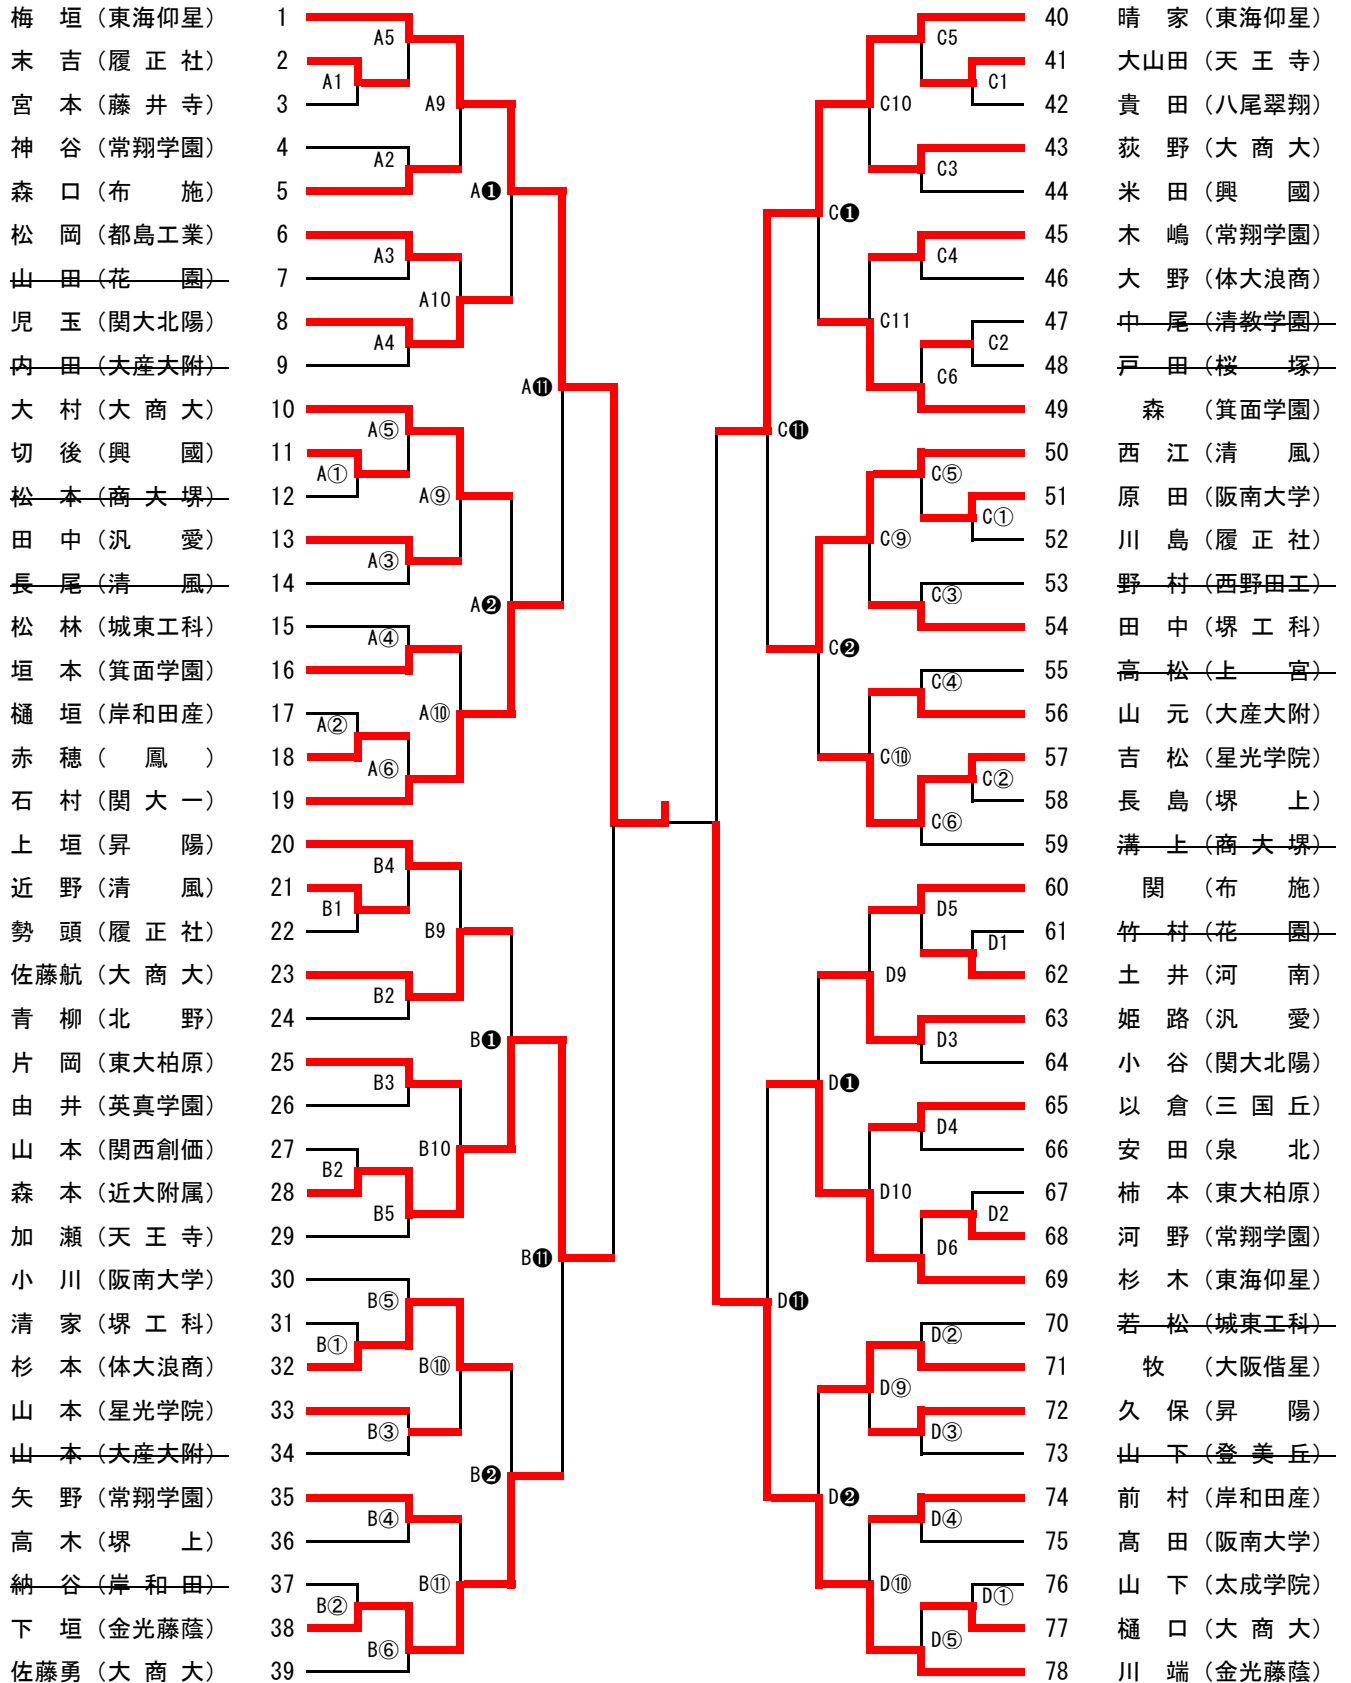 梅　垣（東海仰星） 1
末　吉（履 正 社） 2
宮　本（藤 井 寺） 3
神　谷（常翔学園） 4
森　口（布　　施） 5
松　岡（都島工業） 6
山　田（花　　園） 7
児　玉（関大北陽） 8
内　田（大産大附） 9
大　村（大 商 大） 10
切　後（興　　國） 11
松　本（商 大 堺） 12
田　中（汎　　愛） 13
長　尾（清　　風） 14
松　林（城東工科） 15
垣　本（箕面学園） 16
樋　垣（岸和田産） 17
赤　穂（　鳳　） 18
石　村（関 大 一） 19
上　垣（昇　　陽） 20
近　野（清　　風） 21
勢　頭（履 正 社） 22
佐藤航（大 商 大） 23
青　柳（北　　野） 24
片　岡（東大柏原） 25
由　井（英真学園） 26
山　本（関西創価） 27
森　本（近大附属） 28
加　瀬（天 王 寺） 29
小　川（阪南大学） 30
清　家（堺 工 科） 31
杉　本（体大浪商） 32
山　本（星光学院） 33
山　本（大産大附） 34
矢　野（常翔学園） 35
高　木（堺　　上） 36
納　谷（岸 和 田） 37
下　垣（金光藤蔭） 38
佐藤勇（大 商 大） 39
A5
A1
A9
A2
A❶
A3
A10
A4
A⓫
A⑤
A①
A⑨
A③
A❷
A④
A②
A⑩
A⑥
B4
B1
B9
B2
B❶
B3
B10
B2
B5
B⓫
B⑤
B①
B⑩
B③
B❷
B④
B⑪
B②
B⑥
C5
C1
C10
C3
C❶
C4
C11
C2
C6
C⓫
C⑤
C①
C⑨
C③
C❷
C④
C⑩
C②
C⑥
D5
D1
D9
D3
D❶
D4
D10
D2
D6
D⓫
D②
D⑨
D③
D❷
D④
D⑩
D①
D⑤
40 晴　家（東海仰星）
41 大山田（天 王 寺）
42 貴　田（八尾翠翔）
43 荻　野（大 商 大）
44 米　田（興　　國）
45 木　嶋（常翔学園）
46 大　野（体大浪商）
47 中　尾（清教学園）
48 戸　田（桜　　塚）
49 森　（箕面学園）
50 西　江（清　　風）
51 原　田（阪南大学）
52 川　島（履 正 社）
53 野　村（西野田工）
54 田　中（堺 工 科）
55 高　松（上　　宮）
56 山　元（大産大附）
57 吉　松（星光学院）
58 長　島（堺　　上）
59 溝　上（商 大 堺）
60 関　（布　　施）
61 竹　村（花　　園）
62 土　井（河　　南）
63 姫　路（汎　　愛）
64 小　谷（関大北陽）
65 以　倉（三 国 丘）
66 安　田（泉　　北）
67 柿　本（東大柏原）
68 河　野（常翔学園）
69 杉　木（東海仰星）
70 若　松（城東工科）
71 牧　（大阪偕星）
72 久　保（昇　　陽）
73 山　下（登 美 丘）
74 前　村（岸和田産）
75 髙　田（阪南大学）
76 山　下（太成学院）
77 樋　口（大 商 大）
78 川　端（金光藤蔭）